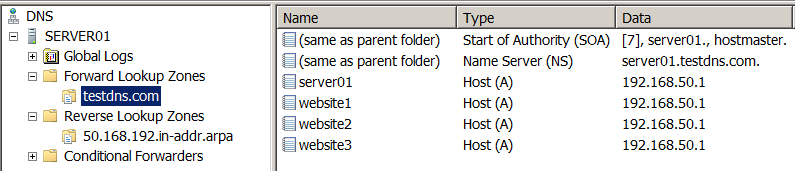 DNS
SERVER01
Global Logs
Forward Lookup Zones
testdns.com
Reverse Lookup Zones
50.168.192.in-addr.arpa
Conditional Forwarders
Name Type Data
(same as parent folder) Start of Authority (SOA) [7], server01., hostmaster.
(same as parent folder) Name Server (NS) server01.testdns.com.
server01 Host (A) 192.168.50.1
website1 Host (A) 192.168.50.1
website2 Host (A) 192.168.50.1
website3 Host (A) 192.168.50.1